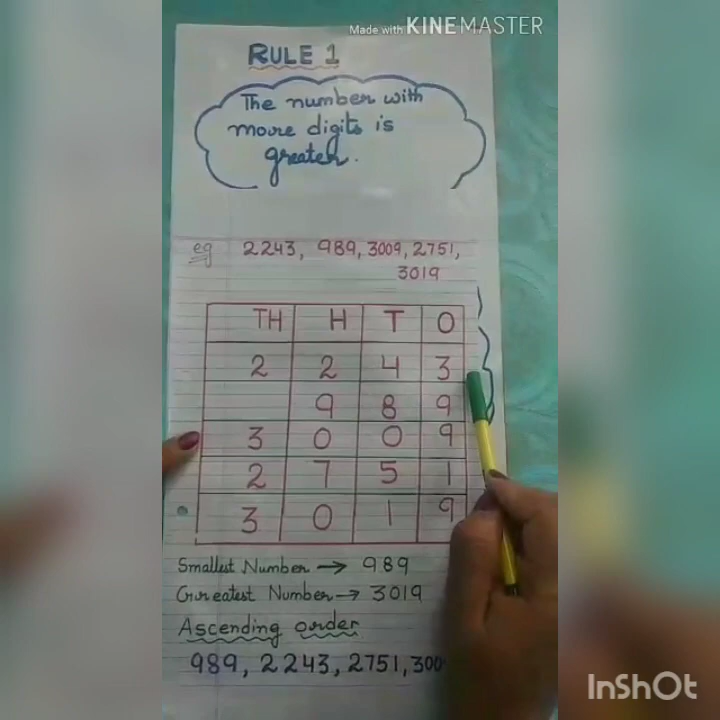 Made with KINEMASTER
RULE 1
The number with
more digits is
greater.
eg 2243, 989, 3009, 2751,
3019
TH H T O
2 2 4 3
9 8 9
3 0 0 9
2 7 5 1
3 0 1 9
Smallest Number → 989
Greatest Number → 3019
Ascending order
989, 2243, 2751, 300
InShOt